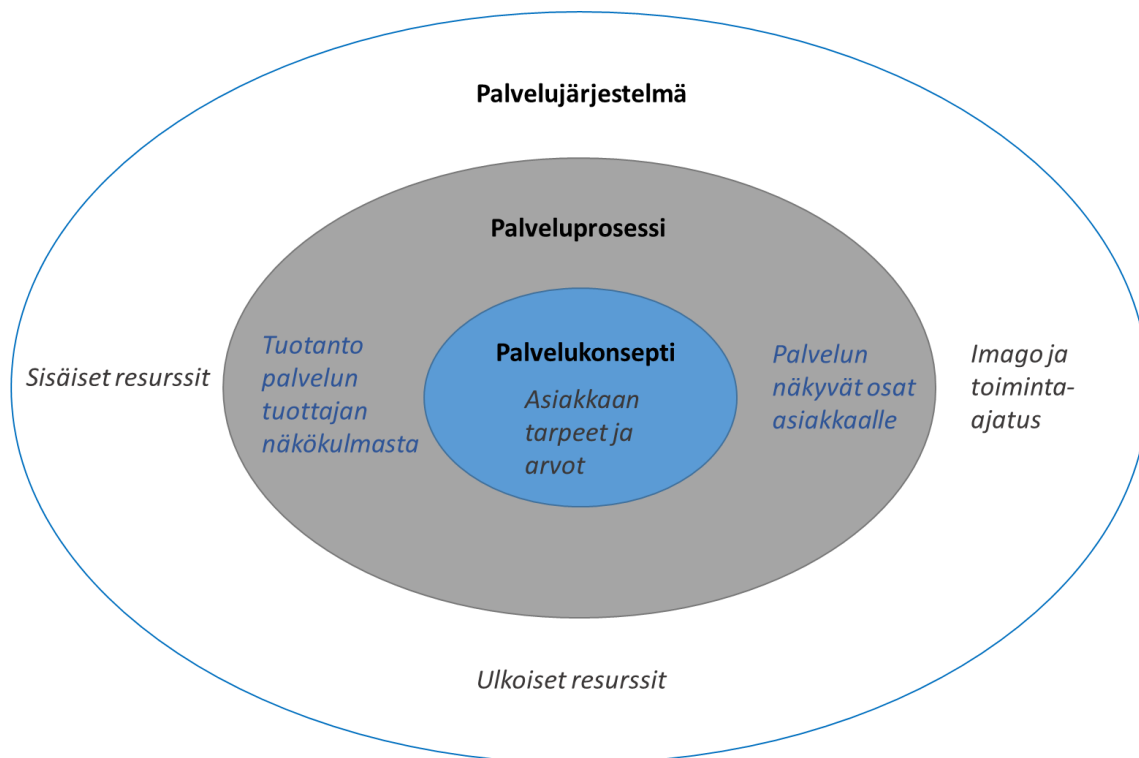 Palvelujärjestelmä
Palveluprosessi
Sisäiset resurssit
Tuotanto
palvelun
tuottajan
näkökulmasta
Palvelukonsepti
Asiakkaan
tarpeet ja
arvot
Palvelun
näkyvät osat
asiakkaalle
Imago ja
toiminta-
ajatus
Ulkoiset resurssit